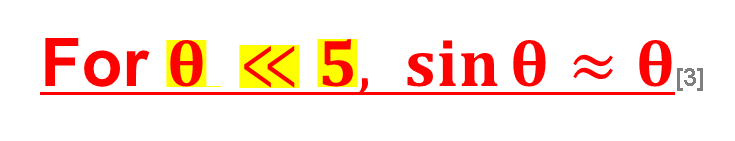 For θ ≪ 5, sin θ ≈ θ[3]